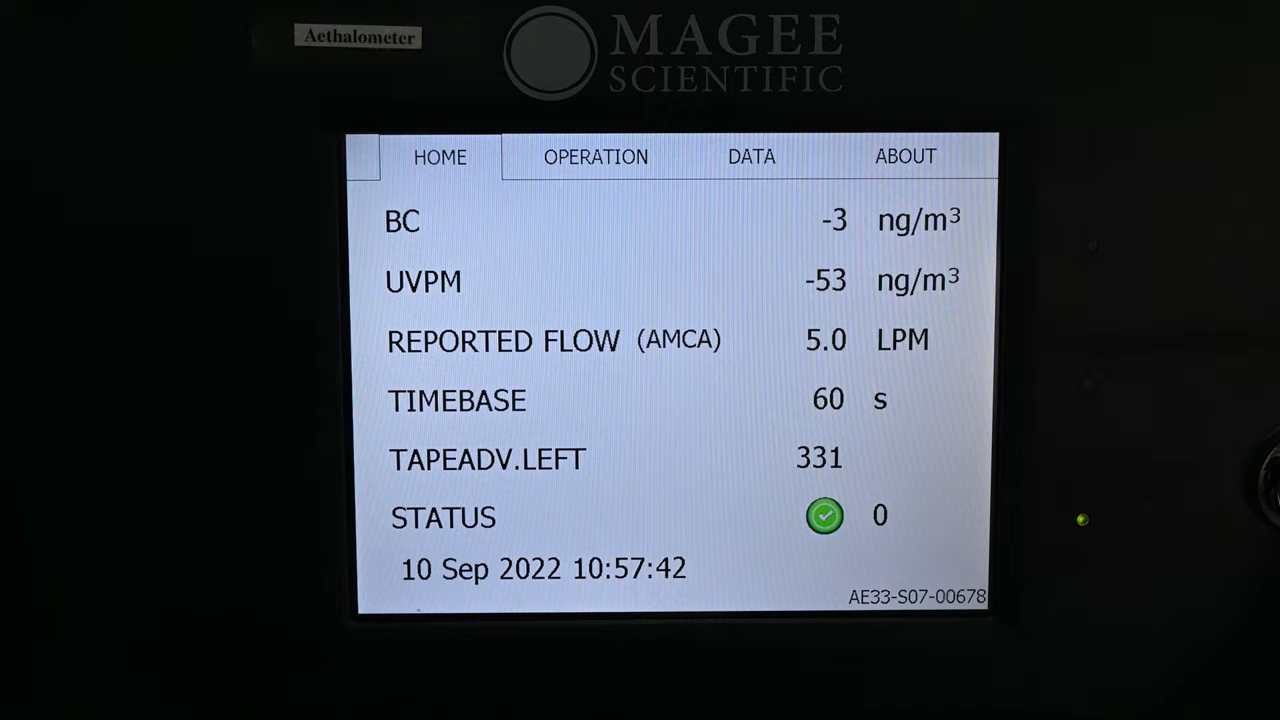 Aethalometer
MAGEE
SCIENTIFIC
HOME OPERATION DATA ABOUT
BC -3 ng/m³
UVPM -53 ng/m³
REPORTED FLOW (AMCA) 5.0 LPM
TIMEBASE 60 s
TAPEADV.LEFT 331
STATUS 0
10 Sep 2022 10:57:42
AE33-S07-00678